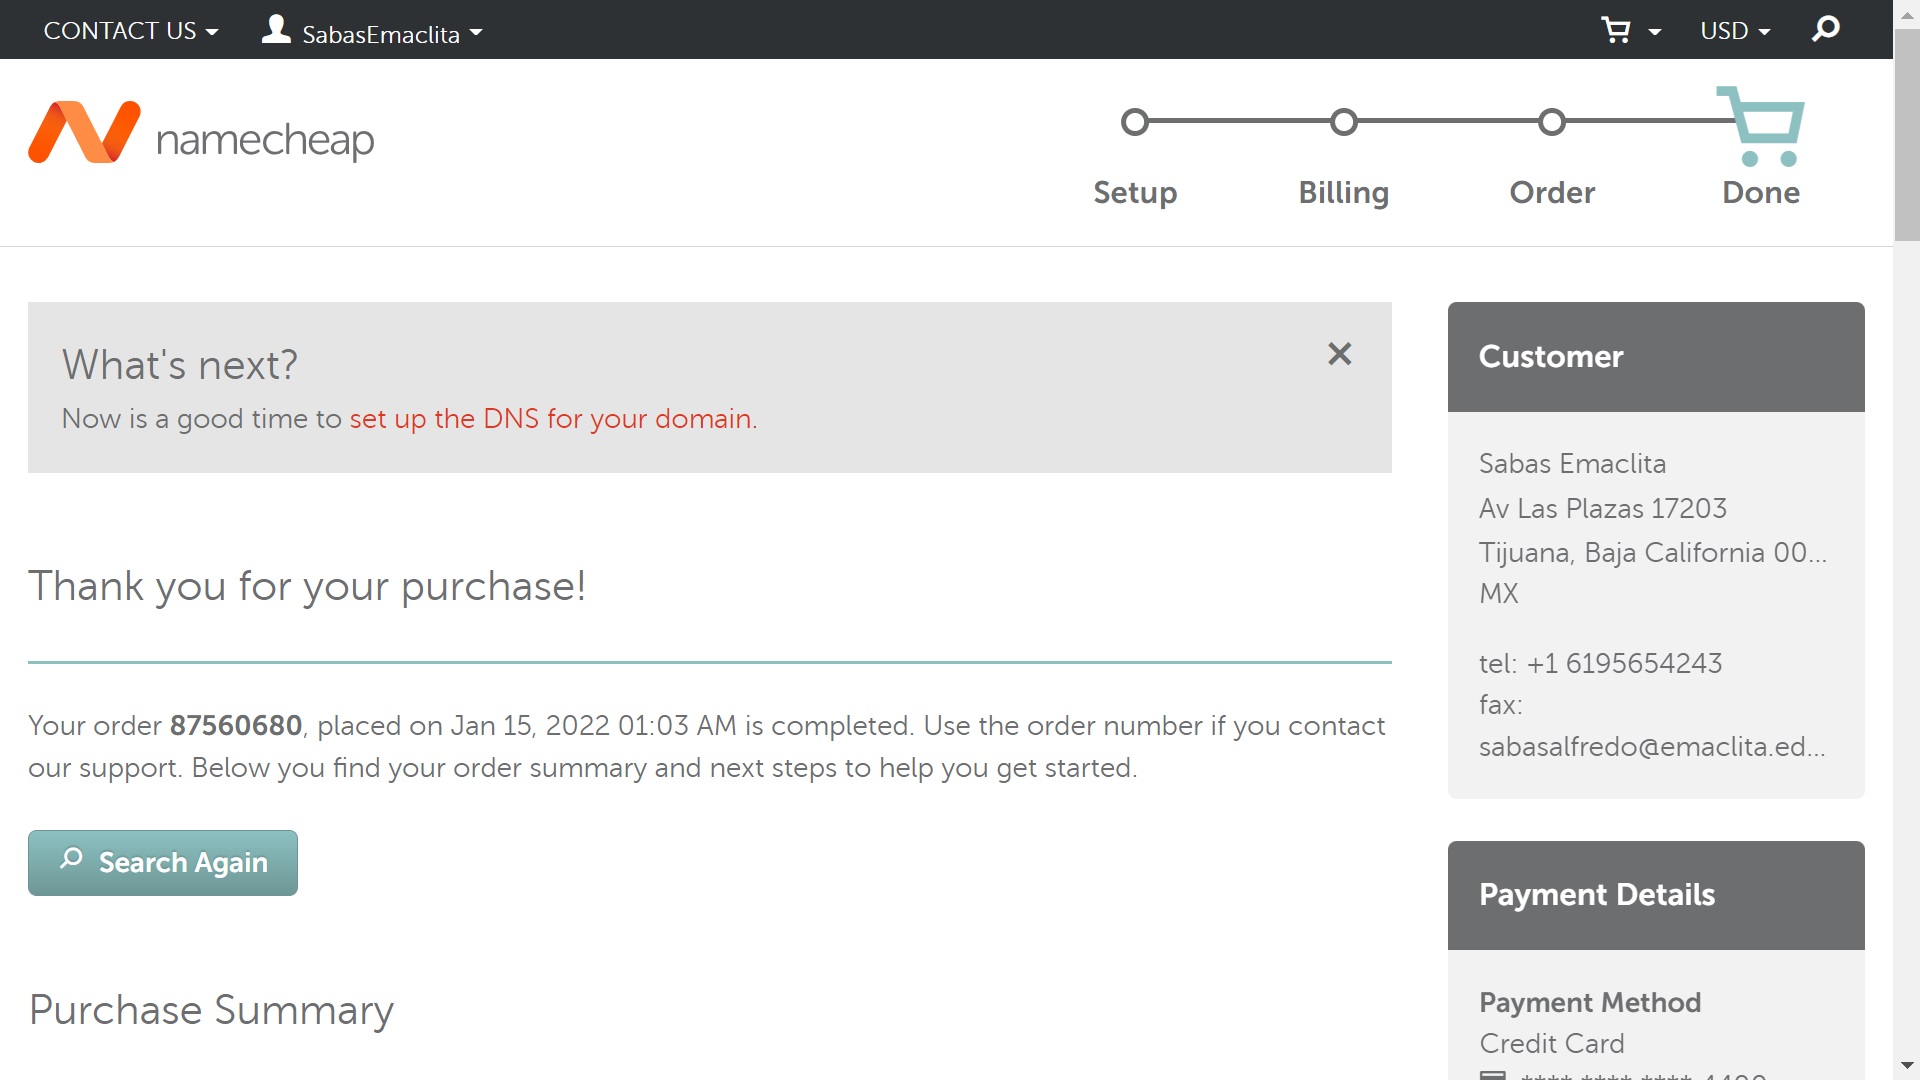 CONTACT US
SabasEmaclita
USD
namecheap
Setup
Billing
Order
Done
What's next?
Now is a good time to set up the DNS for your domain.
Thank you for your purchase!
Your order 87560680, placed on Jan 15, 2022 01:03 AM is completed. Use the order number if you contact
our support. Below you find your order summary and next steps to help you get started.
Search Again
Purchase Summary
Customer
Sabas Emaclita
Av Las Plazas 17203
Tijuana, Baja California 00...
MX
tel: +1 6195654243
fax:
sabasalfredo@emaclita.ed...
Payment Details
Payment Method
Credit Card